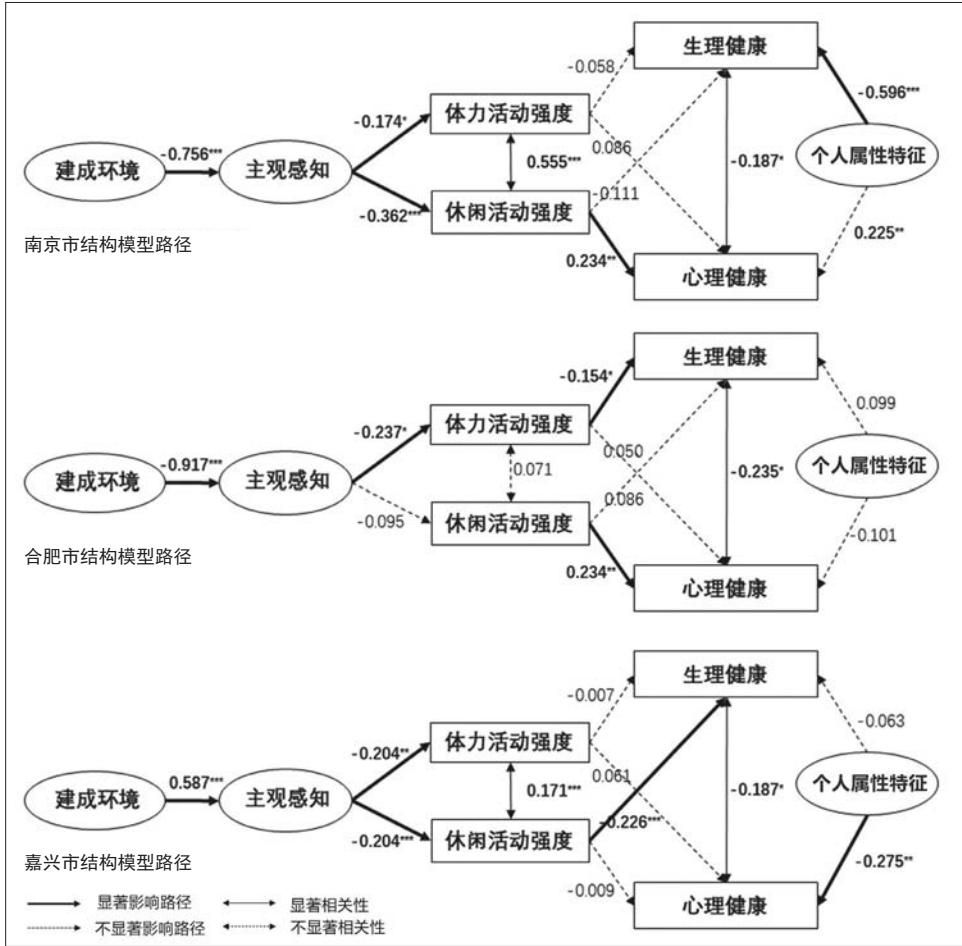 生理健康
-0.058
-0.596***
体力活动强度
-0.174*
0.086
个人属性特征
-0.756***
0.555***
-0.187*
建成环境
主观感知
-0.111
休闲活动强度
-0.362***
0.225**
南京市结构模型路径
0.234**
心理健康
生理健康
-0.154*
0.099
体力活动强度
-0.237*
0.050
个人属性特征
-0.917***
0.071
-0.235*
建成环境
主观感知
0.086
休闲活动强度
-0.095
-0.101
合肥市结构模型路径
0.234**
心理健康
生理健康
-0.007
-0.063
体力活动强度
-0.204**
0.061
个人属性特征
0.587***
0.171***
-0.187*
建成环境
主观感知
-0.226***
休闲活动强度
-0.204***
嘉兴市结构模型路径
-0.275**
-0.009
显著影响路径
显著相关性
心理健康
不显著影响路径
不显著相关性